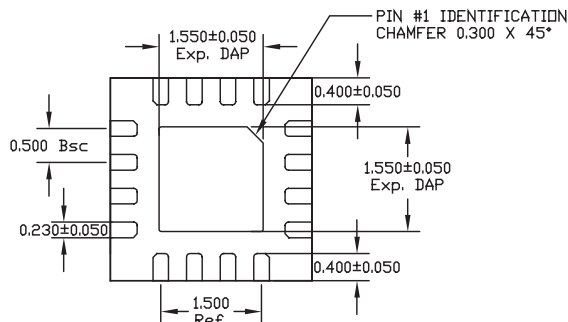 PIN #1 IDENTIFICATION
CHAMFER 0.300 X 45°
1.550±0.050
Exp. DAP
0.400±0.050
0.500 Bsc
1.550±0.050
Exp. DAP
0.230±0.050
0.400±0.050
1.500
Ref